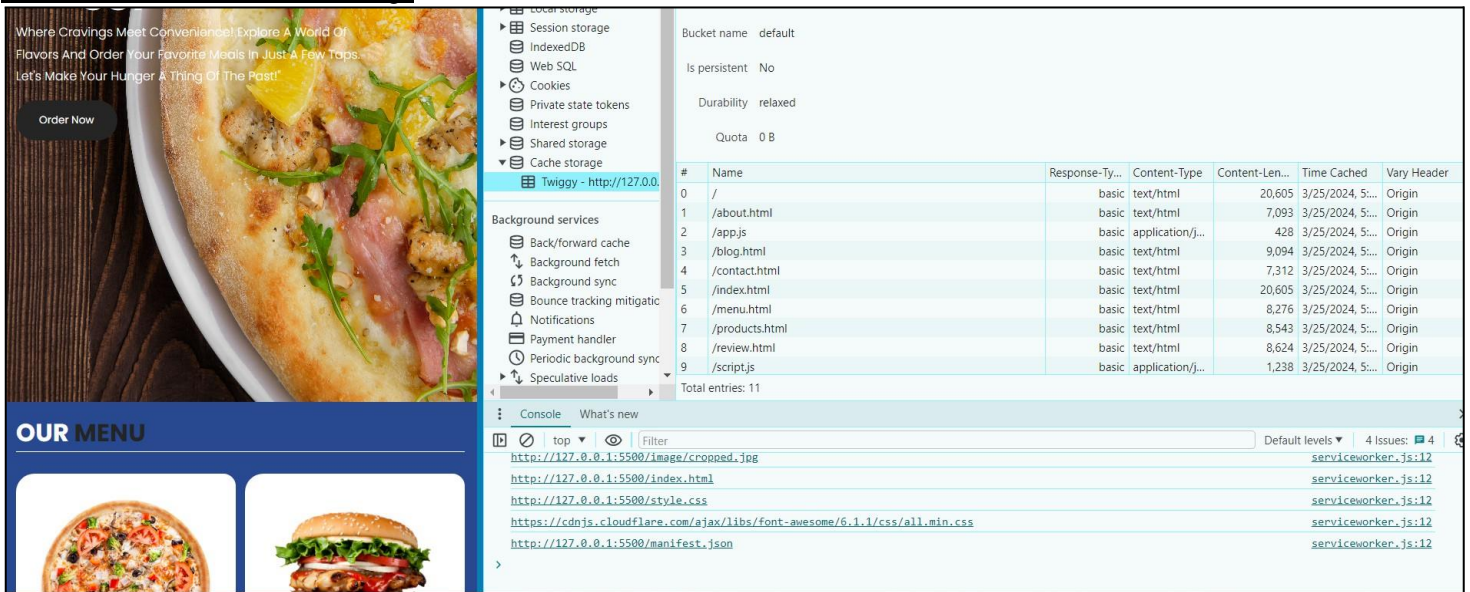 Local storage
Where Cravings Meet Convenience! Explore A World Of
Flavors And Order Your Favorite Meals In Just A Few Taps.
Let's Make Your Hunger A Thing Of The Past!"
Order Now
OUR MENU
Session storage
IndexedDB
Web SQL
Cookies
Private state tokens
Interest groups
Shared storage
Cache storage
Twiggy - http://127.0.0.
Background services
Back/forward cache
Background fetch
Background sync
Bounce tracking mitigatic
Notifications
Payment handler
Periodic background sync
Speculative loads
Bucket name default
Is persistent No
Durability relaxed
Quota 0 B
# Name Response-Ty... Content-Type Content-Len... Time Cached Vary Header
0 / basic text/html 20,605 3/25/2024, 5:... Origin
1 /about.html basic text/html 7,093 3/25/2024, 5:... Origin
2 /app.js basic application/j... 428 3/25/2024, 5:... Origin
3 /blog.html basic text/html 9,094 3/25/2024, 5:... Origin
4 /contact.html basic text/html 7,312 3/25/2024, 5:... Origin
5 /index.html basic text/html 20,605 3/25/2024, 5:... Origin
6 /menu.html basic text/html 8,276 3/25/2024, 5:... Origin
7 /products.html basic text/html 8,543 3/25/2024, 5:... Origin
8 /review.html basic text/html 8,624 3/25/2024, 5:... Origin
9 /script.js basic application/j... 1,238 3/25/2024, 5:... Origin
Total entries: 11
Console What's new
top Filter Default levels 4 Issues: 4
http://127.0.0.1:5500/image/cropped.jpg serviceworker.js:12
http://127.0.0.1:5500/index.html serviceworker.js:12
http://127.0.0.1:5500/style.css serviceworker.js:12
https://cdnjs.cloudflare.com/ajax/libs/font-awesome/6.1.1/css/all.min.css serviceworker.js:12
http://127.0.0.1:5500/manifest.json serviceworker.js:12